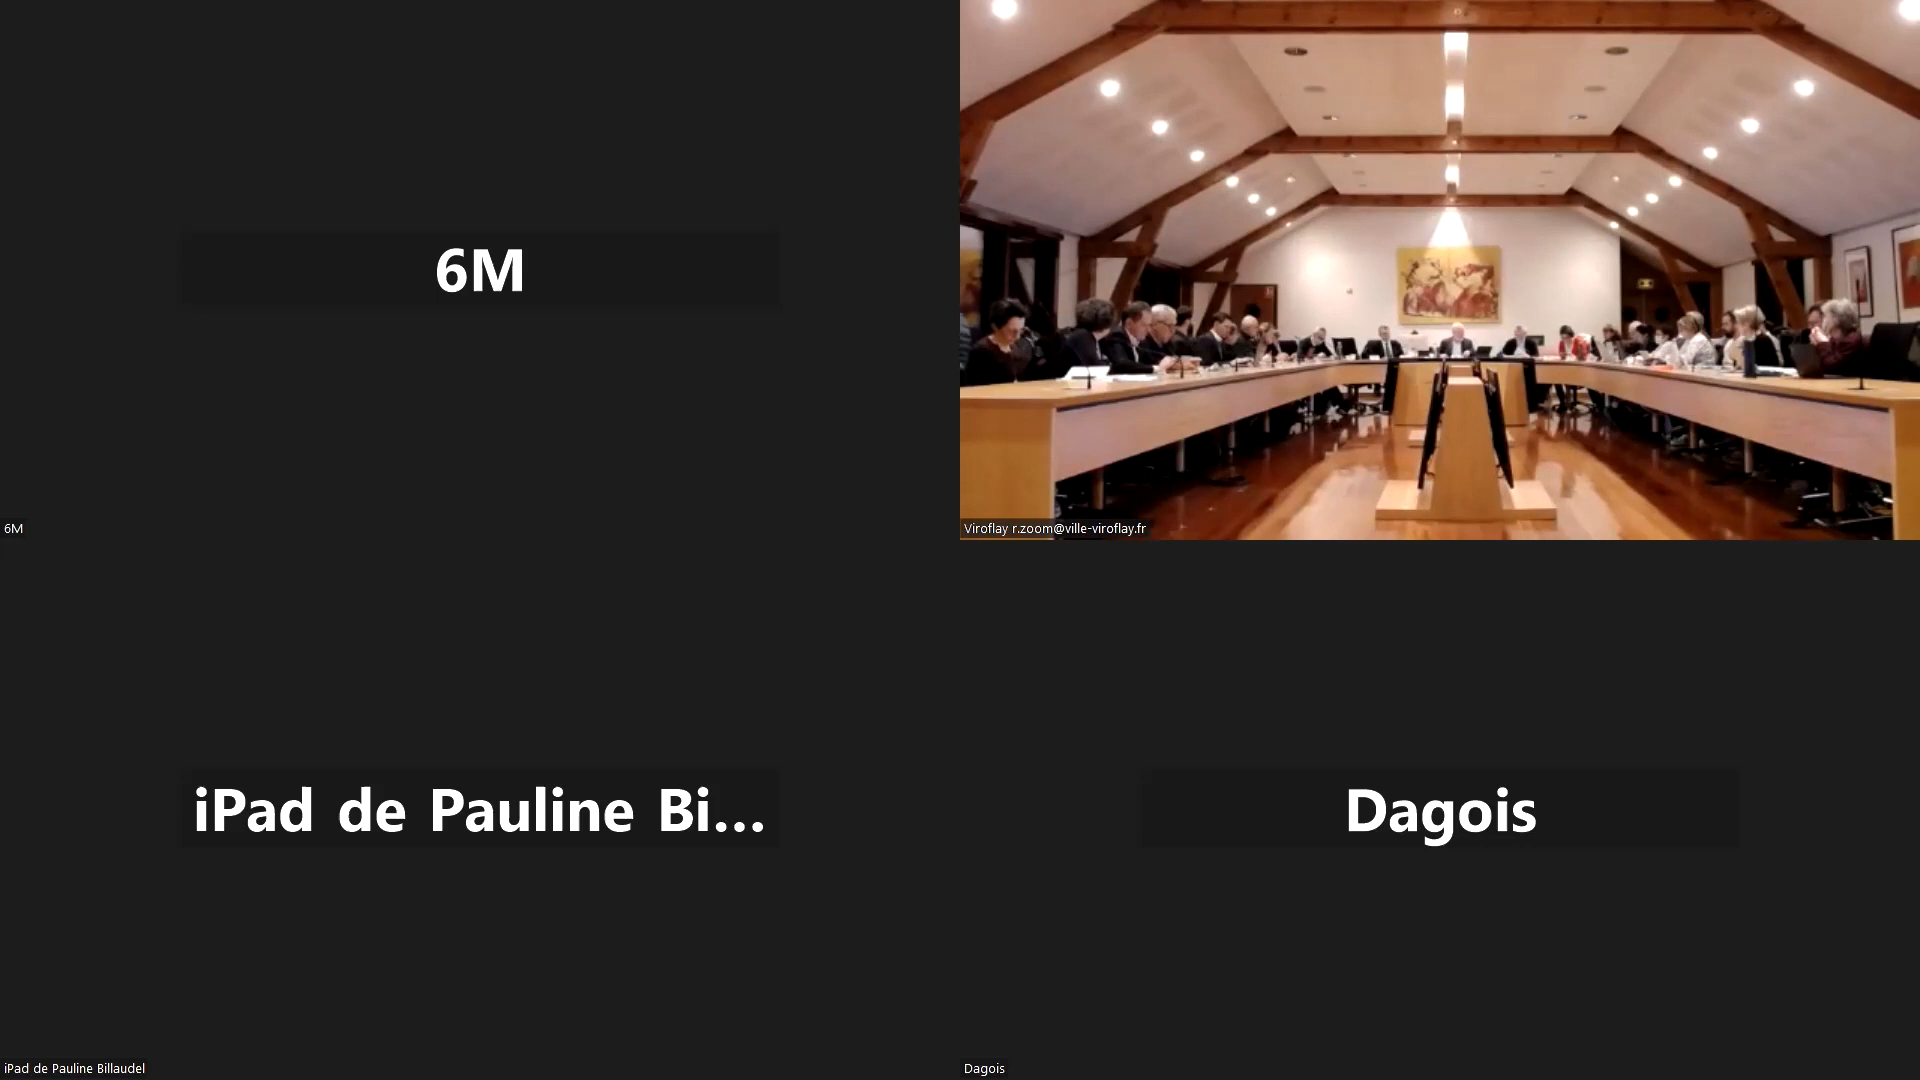 6M
6M
Viroflay r.zoom@ville-viroflay.fr
iPad de Pauline Bi...
iPad de Pauline Billaudel
Dagois
Dagois